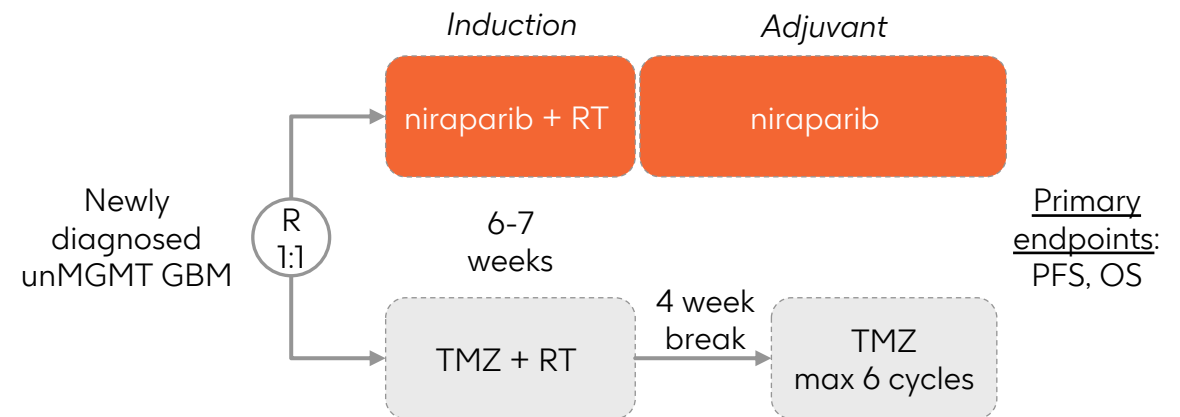 Induction
Adjuvant
niraparib + RT
niraparib
Newly
diagnosed
unMGMT GBM
R
1:1
6-7
weeks
Primary
endpoints:
PFS, OS
TMZ + RT
4 week
break
TMZ
max 6 cycles